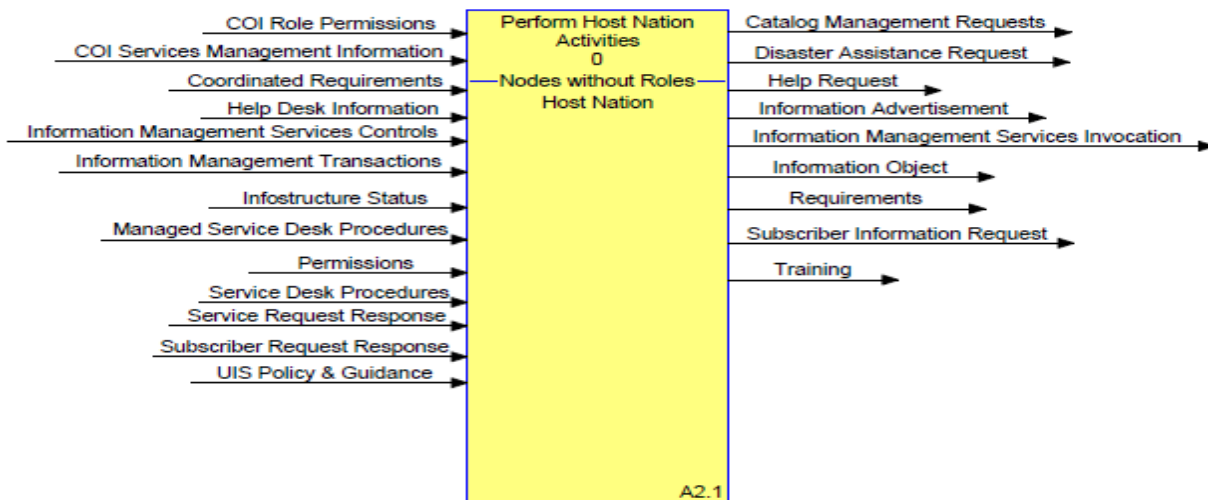 COI Role Permissions
COI Services Management Information
Coordinated Requirements
Help Desk Information
Information Management Services Controls
Information Management Transactions
Infostructure Status
Managed Service Desk Procedures
Permissions
Service Desk Procedures
Service Request Response
Subscriber Request Response
UIS Policy & Guidance
Perform Host Nation
Activities
0
Nodes without Roles
Host Nation
A2.1
Catalog Management Requests
Disaster Assistance Request
Help Request
Information Advertisement
Information Management Services Invocation
Information Object
Requirements
Subscriber Information Request
Training